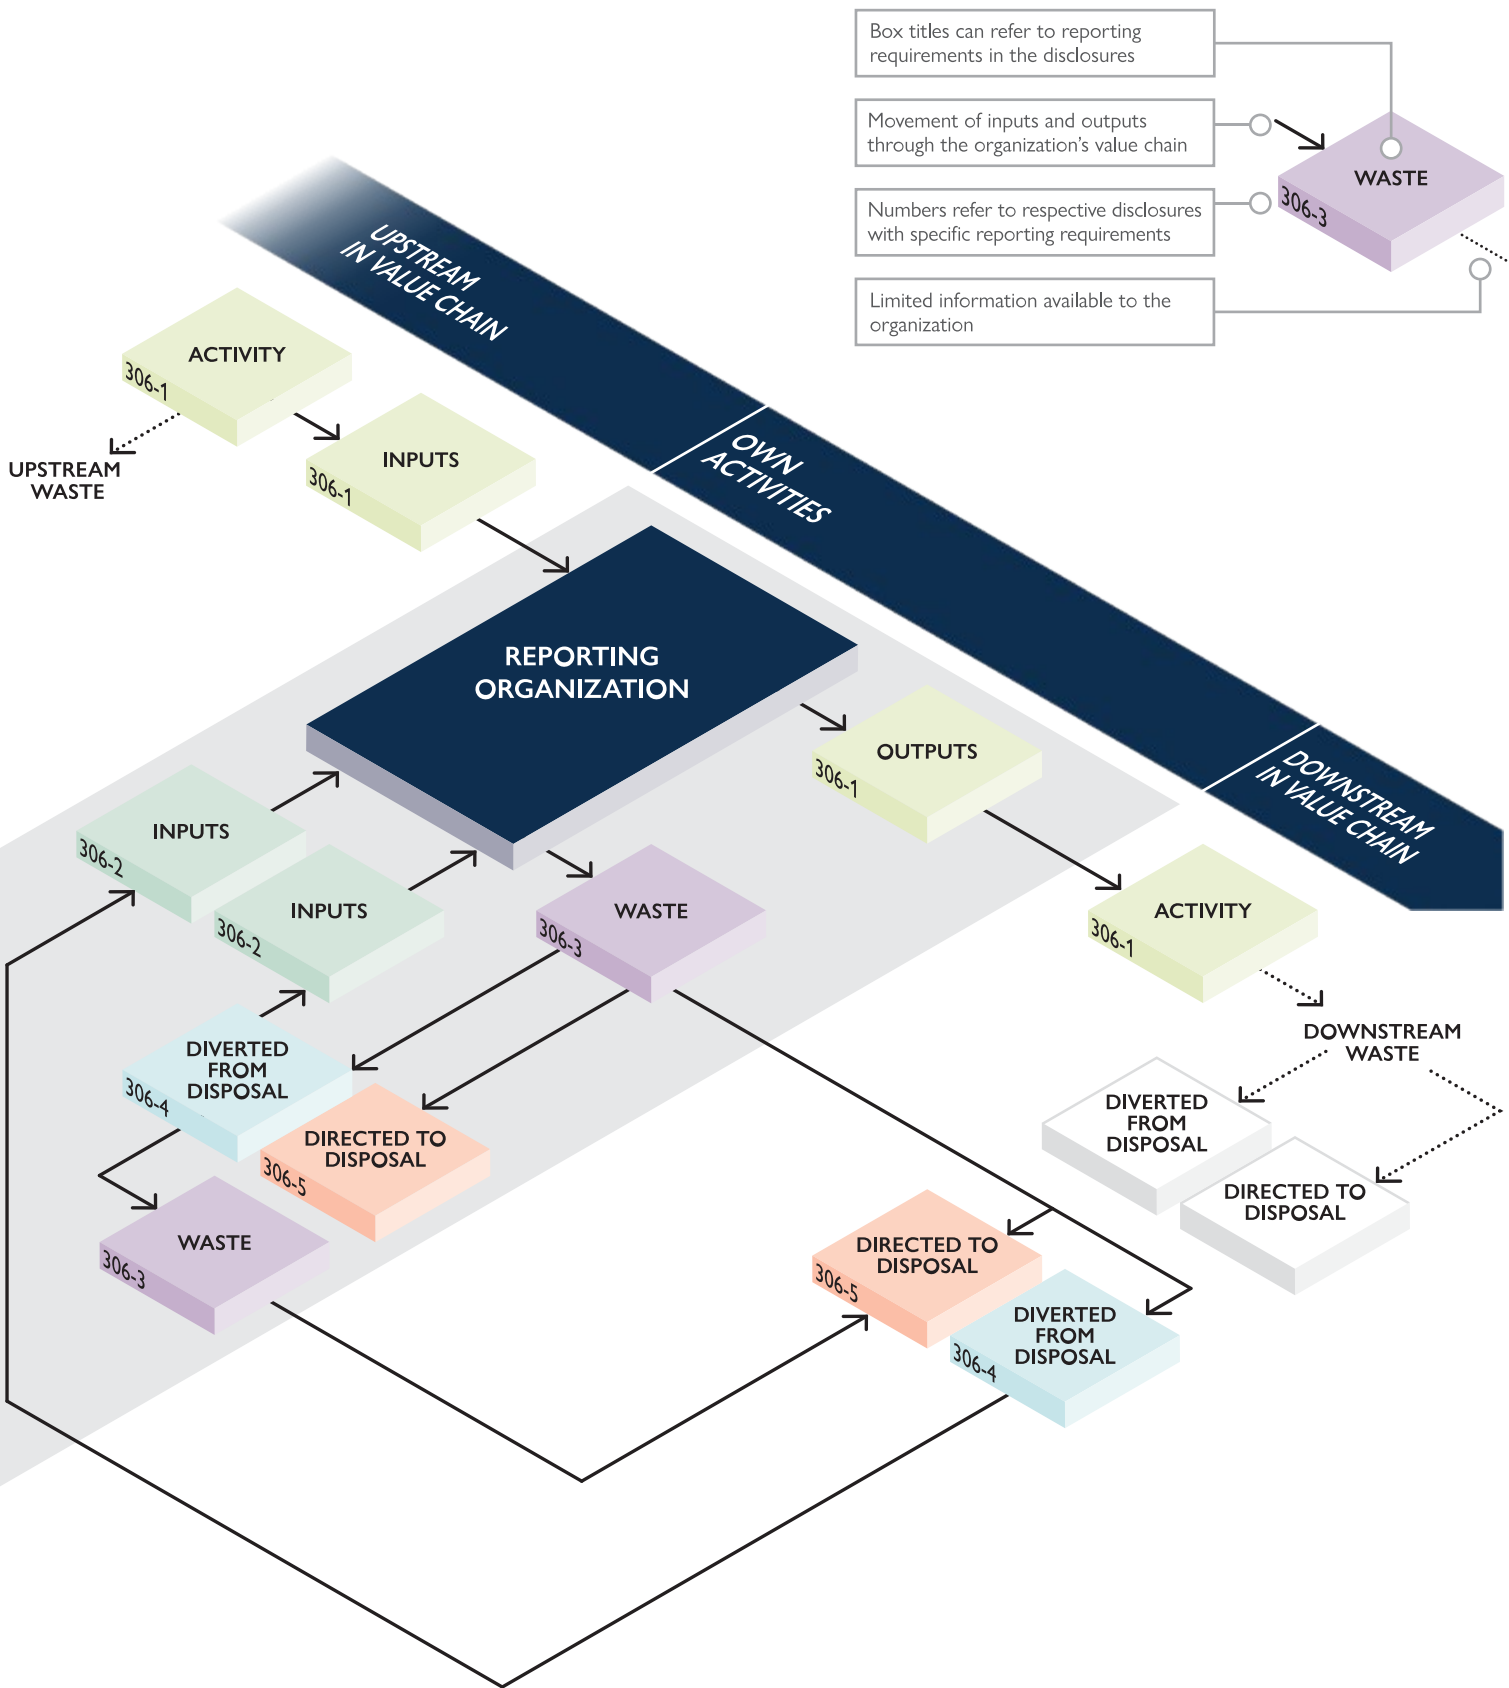 Box titles can refer to reporting
requirements in the disclosures
Movement of inputs and outputs
through the organization's value chain
Numbers refer to respective disclosures
with specific reporting requirements
Limited information available to the
organization
WASTE
306-3
UPSTREAM
IN VALUE CHAIN
OWN
ACTIVITIES
DOWNSTREAM
IN VALUE CHAIN
ACTIVITY
306-1
UPSTREAM
WASTE
INPUTS
306-1
REPORTING
ORGANIZATION
OUTPUTS
306-1
INPUTS
306-2
INPUTS
306-2
WASTE
306-3
ACTIVITY
306-1
DOWNSTREAM
WASTE
DIVERTED
FROM
DISPOSAL
306-4
DIRECTED TO
DISPOSAL
306-5
WASTE
306-3
DIVERTED
FROM
DISPOSAL
DIRECTED TO
DISPOSAL
DIRECTED TO
DISPOSAL
306-5
DIVERTED
FROM
DISPOSAL
306-4